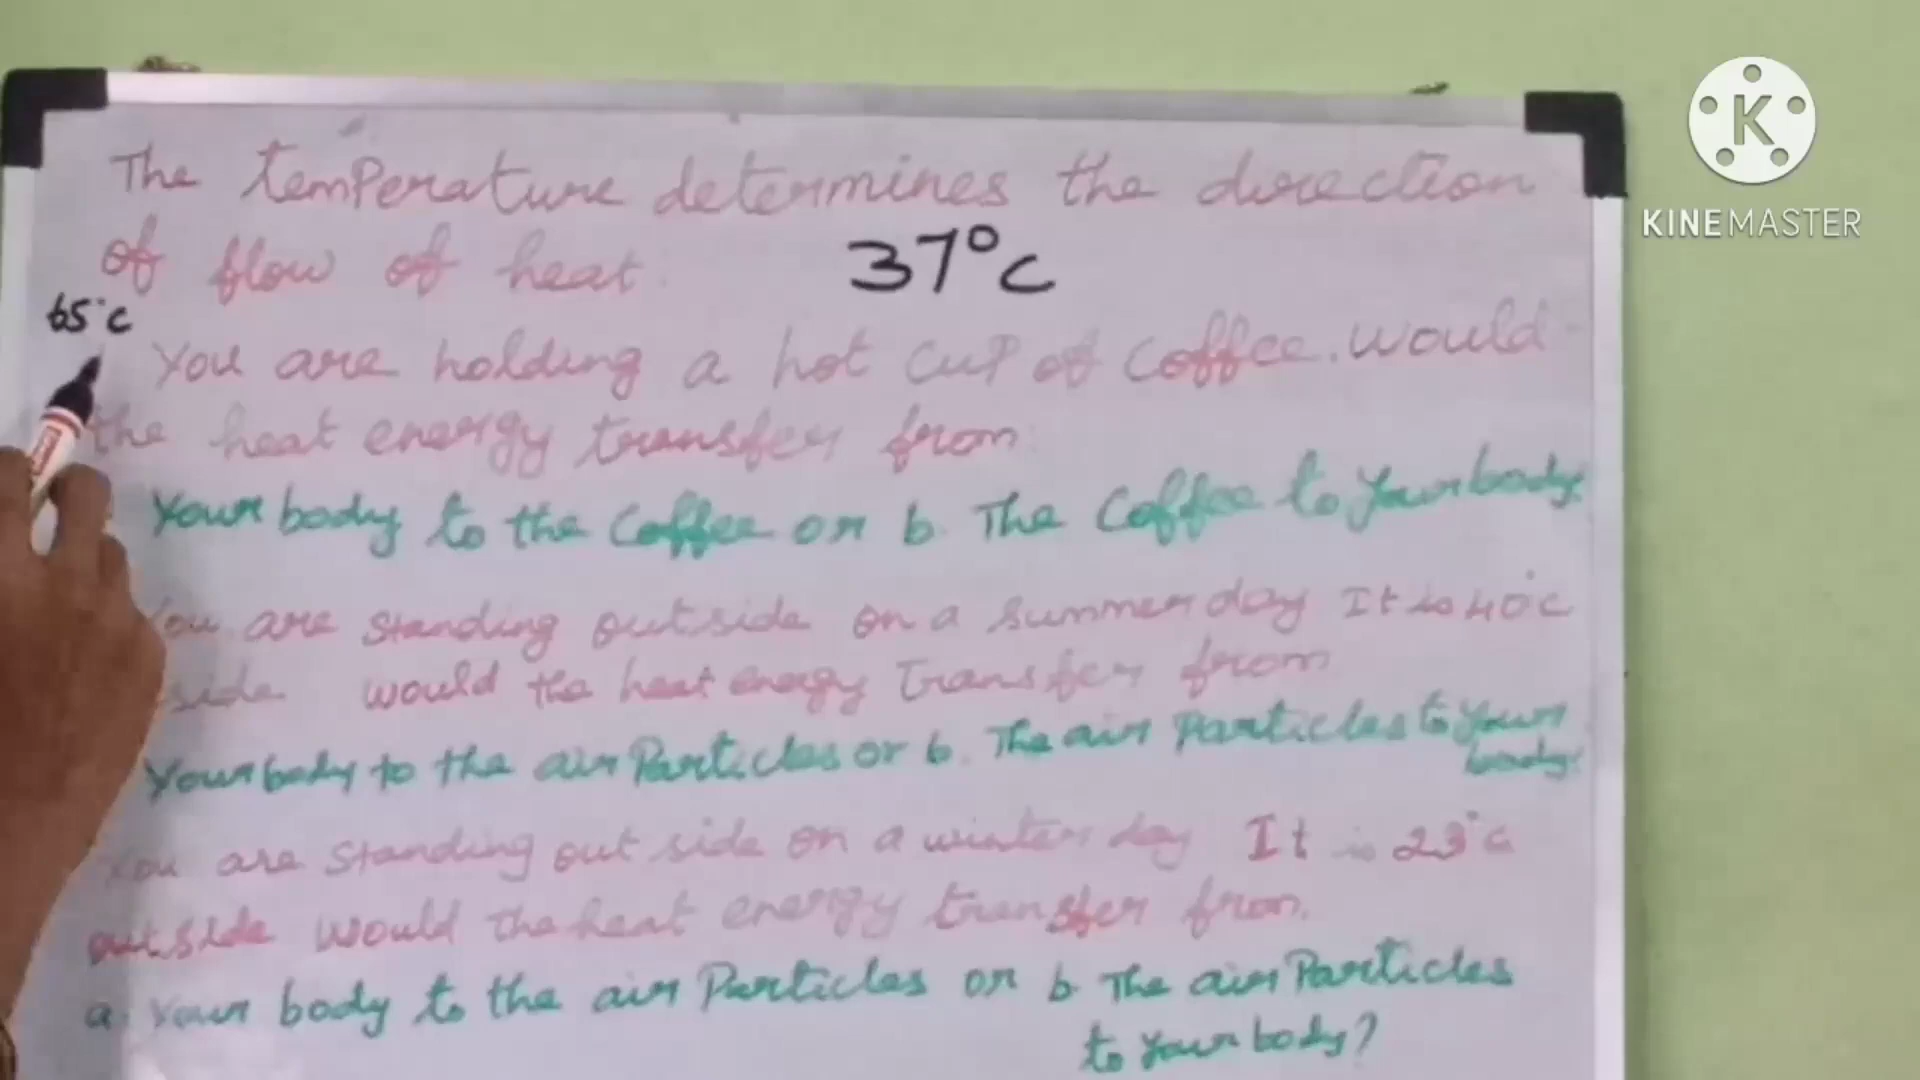 The temperature determines the direction
of flow of heat.
37°C
65°C
You are holding a hot cup of coffee. Would
the heat energy transfer from
Your body to the Coffee or b. The Coffee to Your body.
You are standing outside on a summer day It is 40°C
side would the heat energy Transfer from
Your body to the air Particles or b. The air Particles to Your
body.
You are standing out side on a winter day It is 23°C
outside would the heat energy transfer from.
a. Your body to the air Particles or b The air Particles
to Your body?
K
KINEMASTER